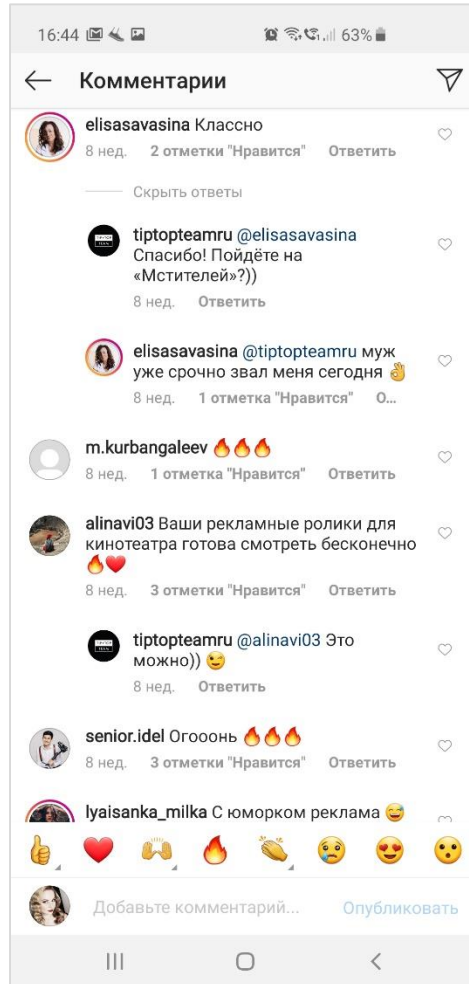 16:44 63%
Комментарии
elisasavasina Классно
8 нед. 2 отметки "Нравится" Ответить
Скрыть ответы
tiptopteamru @elisasavasina
Спасибо! Пойдёте на
«Мстителей»?))
8 нед. Ответить
elisasavasina @tiptopteamru муж
уже срочно звал меня сегодня 👌
8 нед. 1 отметка "Нравится" О...
m.kurbangaleev 🔥🔥🔥
8 нед. 1 отметка "Нравится" Ответить
alinavi03 Ваши рекламные ролики для
кинотеатра готова смотреть бесконечно
🔥❤️
8 нед. 3 отметки "Нравится" Ответить
tiptopteamru @alinavi03 Это
можно)) 😉
8 нед. Ответить
senior.idel Огооонь 🔥🔥🔥
8 нед. 3 отметки "Нравится" Ответить
lyaisanka_milka С юморком реклама 😅
👍 ❤️ 🙌 🔥 👏 😢 😍 😮
Добавьте комментарий... Опубликовать